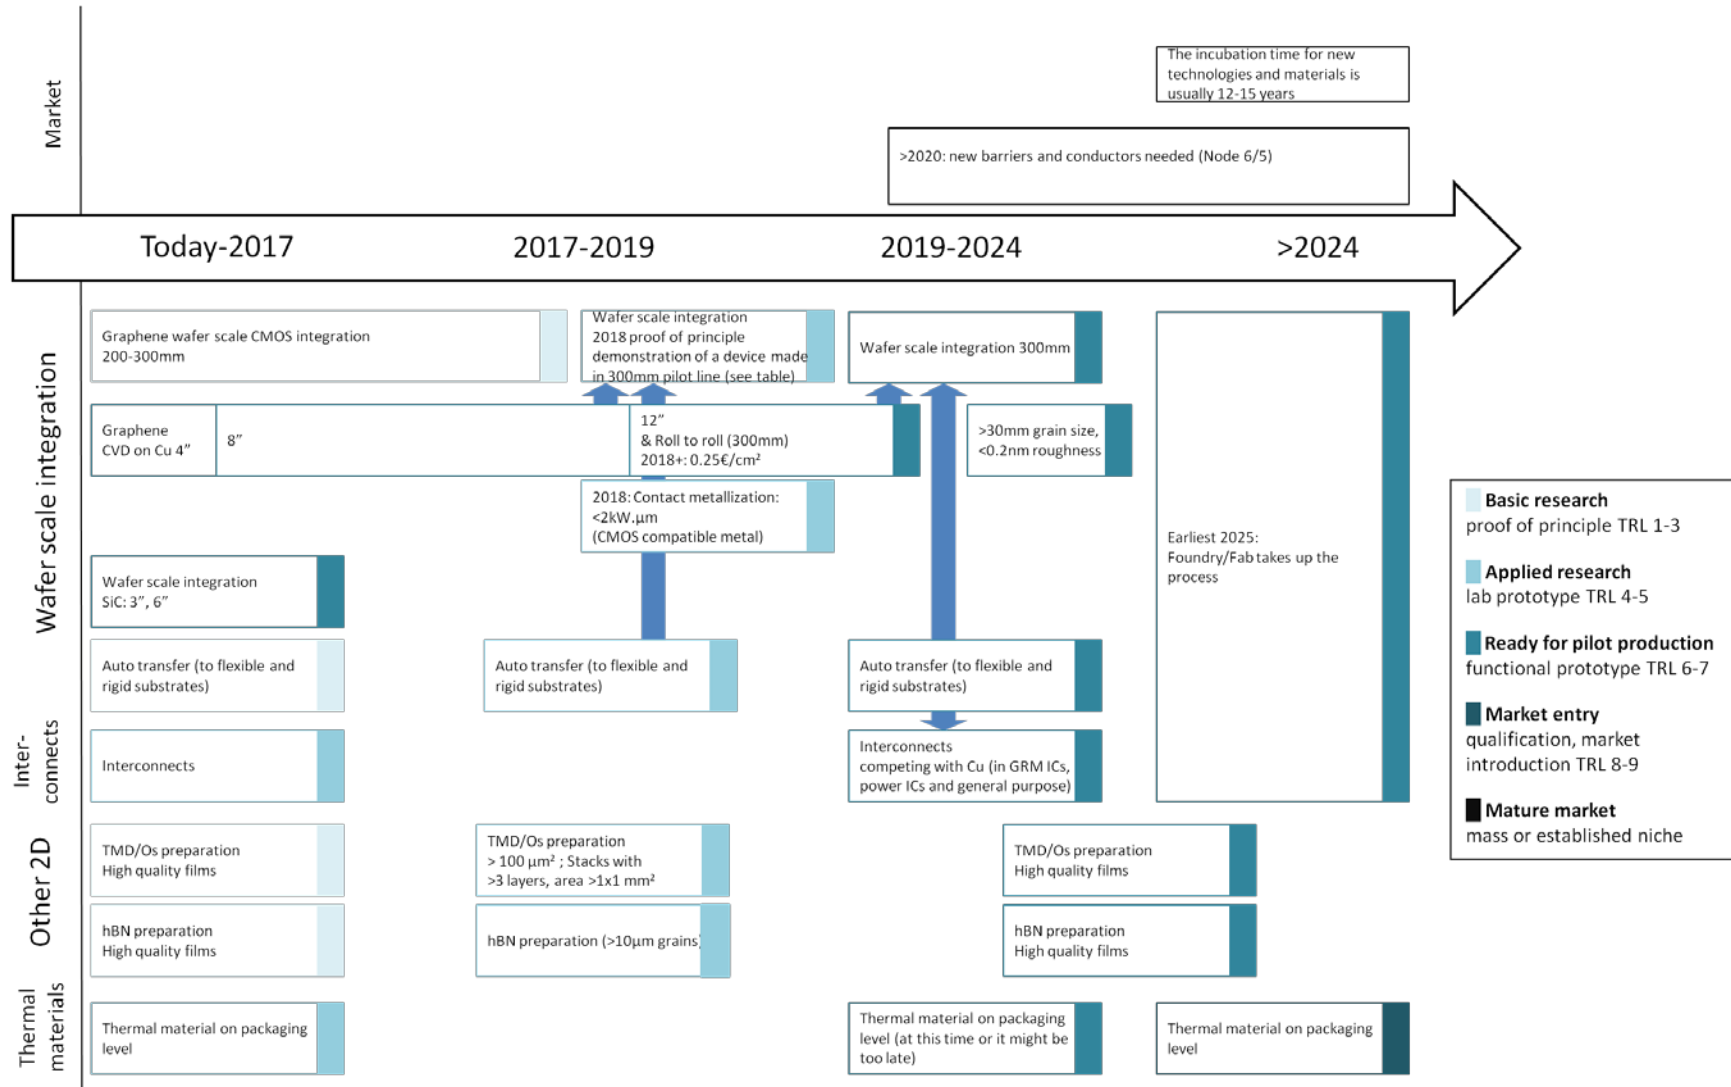 Market
The incubation time for new
technologies and materials is
usually 12-15 years
>2020: new barriers and conductors needed (Node 6/5)
Today-2017
2017-2019
2019-2024
>2024
Wafer scale integration
Graphene wafer scale CMOS integration
200-300mm
Wafer scale integration
2018 proof of principle
demonstration of a device made
in 300mm pilot line (see table)
Wafer scale integration 300mm
Graphene
CVD on Cu 4”
8”
12”
& Roll to roll (300mm)
2018+: 0.25€/cm²
>30mm grain size,
<0.2nm roughness
2018: Contact metallization:
<2kW.µm
(CMOS compatible metal)
Earliest 2025:
Foundry/Fab takes up the
process
Wafer scale integration
SiC: 3”, 6”
Auto transfer (to flexible and
rigid substrates)
Auto transfer (to flexible and
rigid substrates)
Auto transfer (to flexible and
rigid substrates)
Inter-
connects
Interconnects
Interconnects
competing with Cu (in GRM ICs,
power ICs and general purpose)
Other 2D
TMD/Os preparation
High quality films
TMD/Os preparation
> 100 µm² ; Stacks with
>3 layers, area >1x1 mm²
TMD/Os preparation
High quality films
hBN preparation
High quality films
hBN preparation (>10µm grains)
hBN preparation
High quality films
Thermal
materials
Thermal material on packaging
level
Thermal material on packaging
level (at this time or it might be
too late)
Thermal material on packaging
level
Basic research
proof of principle TRL 1-3
Applied research
lab prototype TRL 4-5
Ready for pilot production
functional prototype TRL 6-7
Market entry
qualification, market
introduction TRL 8-9
Mature market
mass or established niche